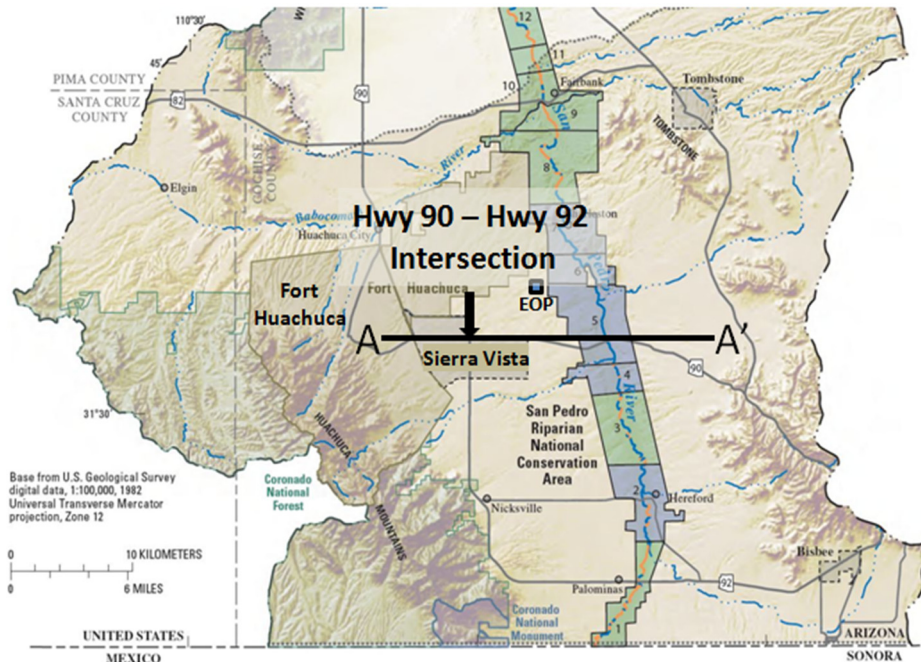 110°30'
45'
12
11
10
Fairbank
Tombstone
PIMA COUNTY
SANTA CRUZ
COUNTY
82
90
COCHISE
COUNTY
San
9
TOMBSTONE
8
River
Elgin
Babocomari
Hwy 90 – Hwy 92
Intersection
Huachuca City
Pedro
6
Fort
Huachuca
Fort Huachuca
EOP
5
A
A'
Sierra Vista
90
4
31°30'
River
3
San Pedro
Riparian
National
Conservation
Area
HUACHUCA
MOUNTAINS
Base from U.S. Geological Survey
digital data, 1:100,000, 1982
Universal Transverse Mercator
projection, Zone 12
Coronado
National
Forest
2
Hereford
Nicksville
0 10 KILOMETERS
0 6 MILES
Bisbee
Palominas
92
Coronado
National
Monument
1
UNITED STATES
MEXICO
ARIZONA
SONORA